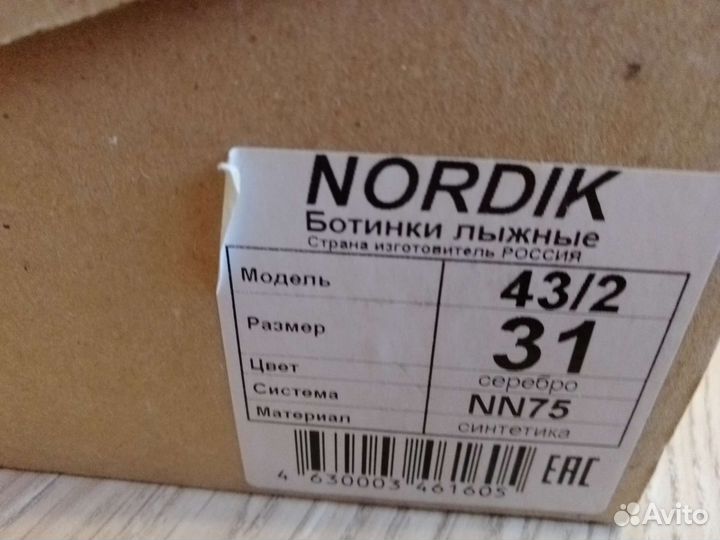 NORDIK
Ботинки лыжные
Страна изготовитель РОССИЯ
Модель 43/2
Размер 31
Цвет серебро
Система NN75
Материал синтетика
4 630003 461605 EAC
Avito